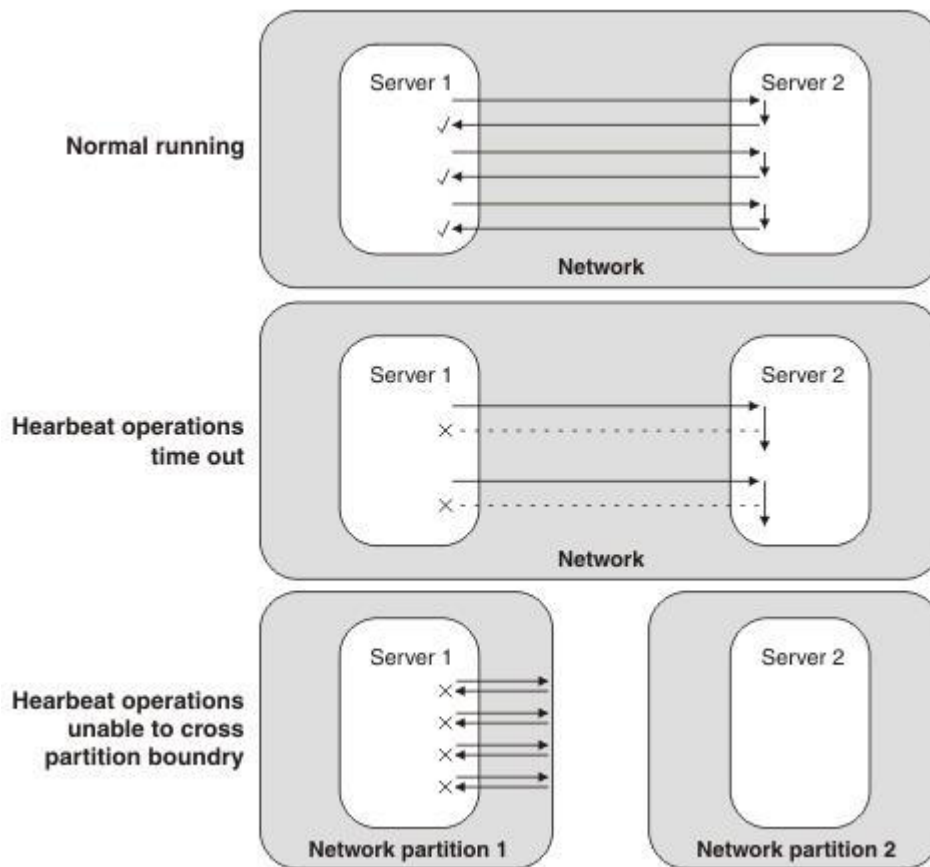 Server 1
Server 2
Normal running
Network
Server 1
Server 2
Hearbeat operations
time out
Network
Server 1
Server 2
Hearbeat operations
unable to cross
partition boundry
Network partition 1
Network partition 2